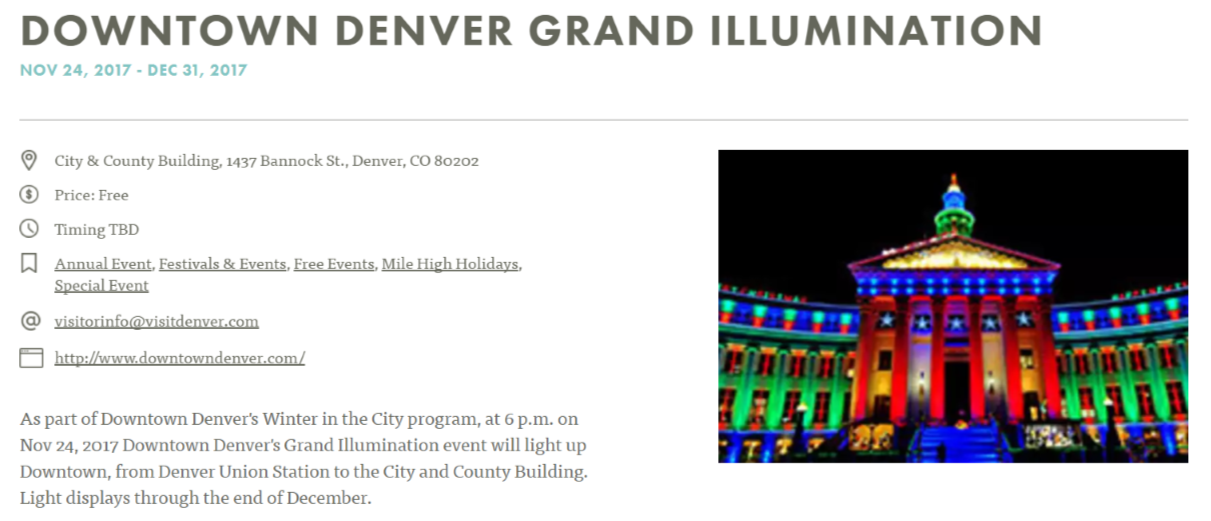 DOWNTOWN DENVER GRAND ILLUMINATION
NOV 24, 2017 - DEC 31, 2017
City & County Building, 1437 Bannock St., Denver, CO 80202
Price: Free
Timing TBD
Annual Event, Festivals & Events, Free Events, Mile High Holidays,
Special Event
visitorinfo@visitdenver.com
http://www.downtowndenver.com/
As part of Downtown Denver's Winter in the City program, at 6 p.m. on
Nov 24, 2017 Downtown Denver's Grand Illumination event will light up
Downtown, from Denver Union Station to the City and County Building.
Light displays through the end of December.